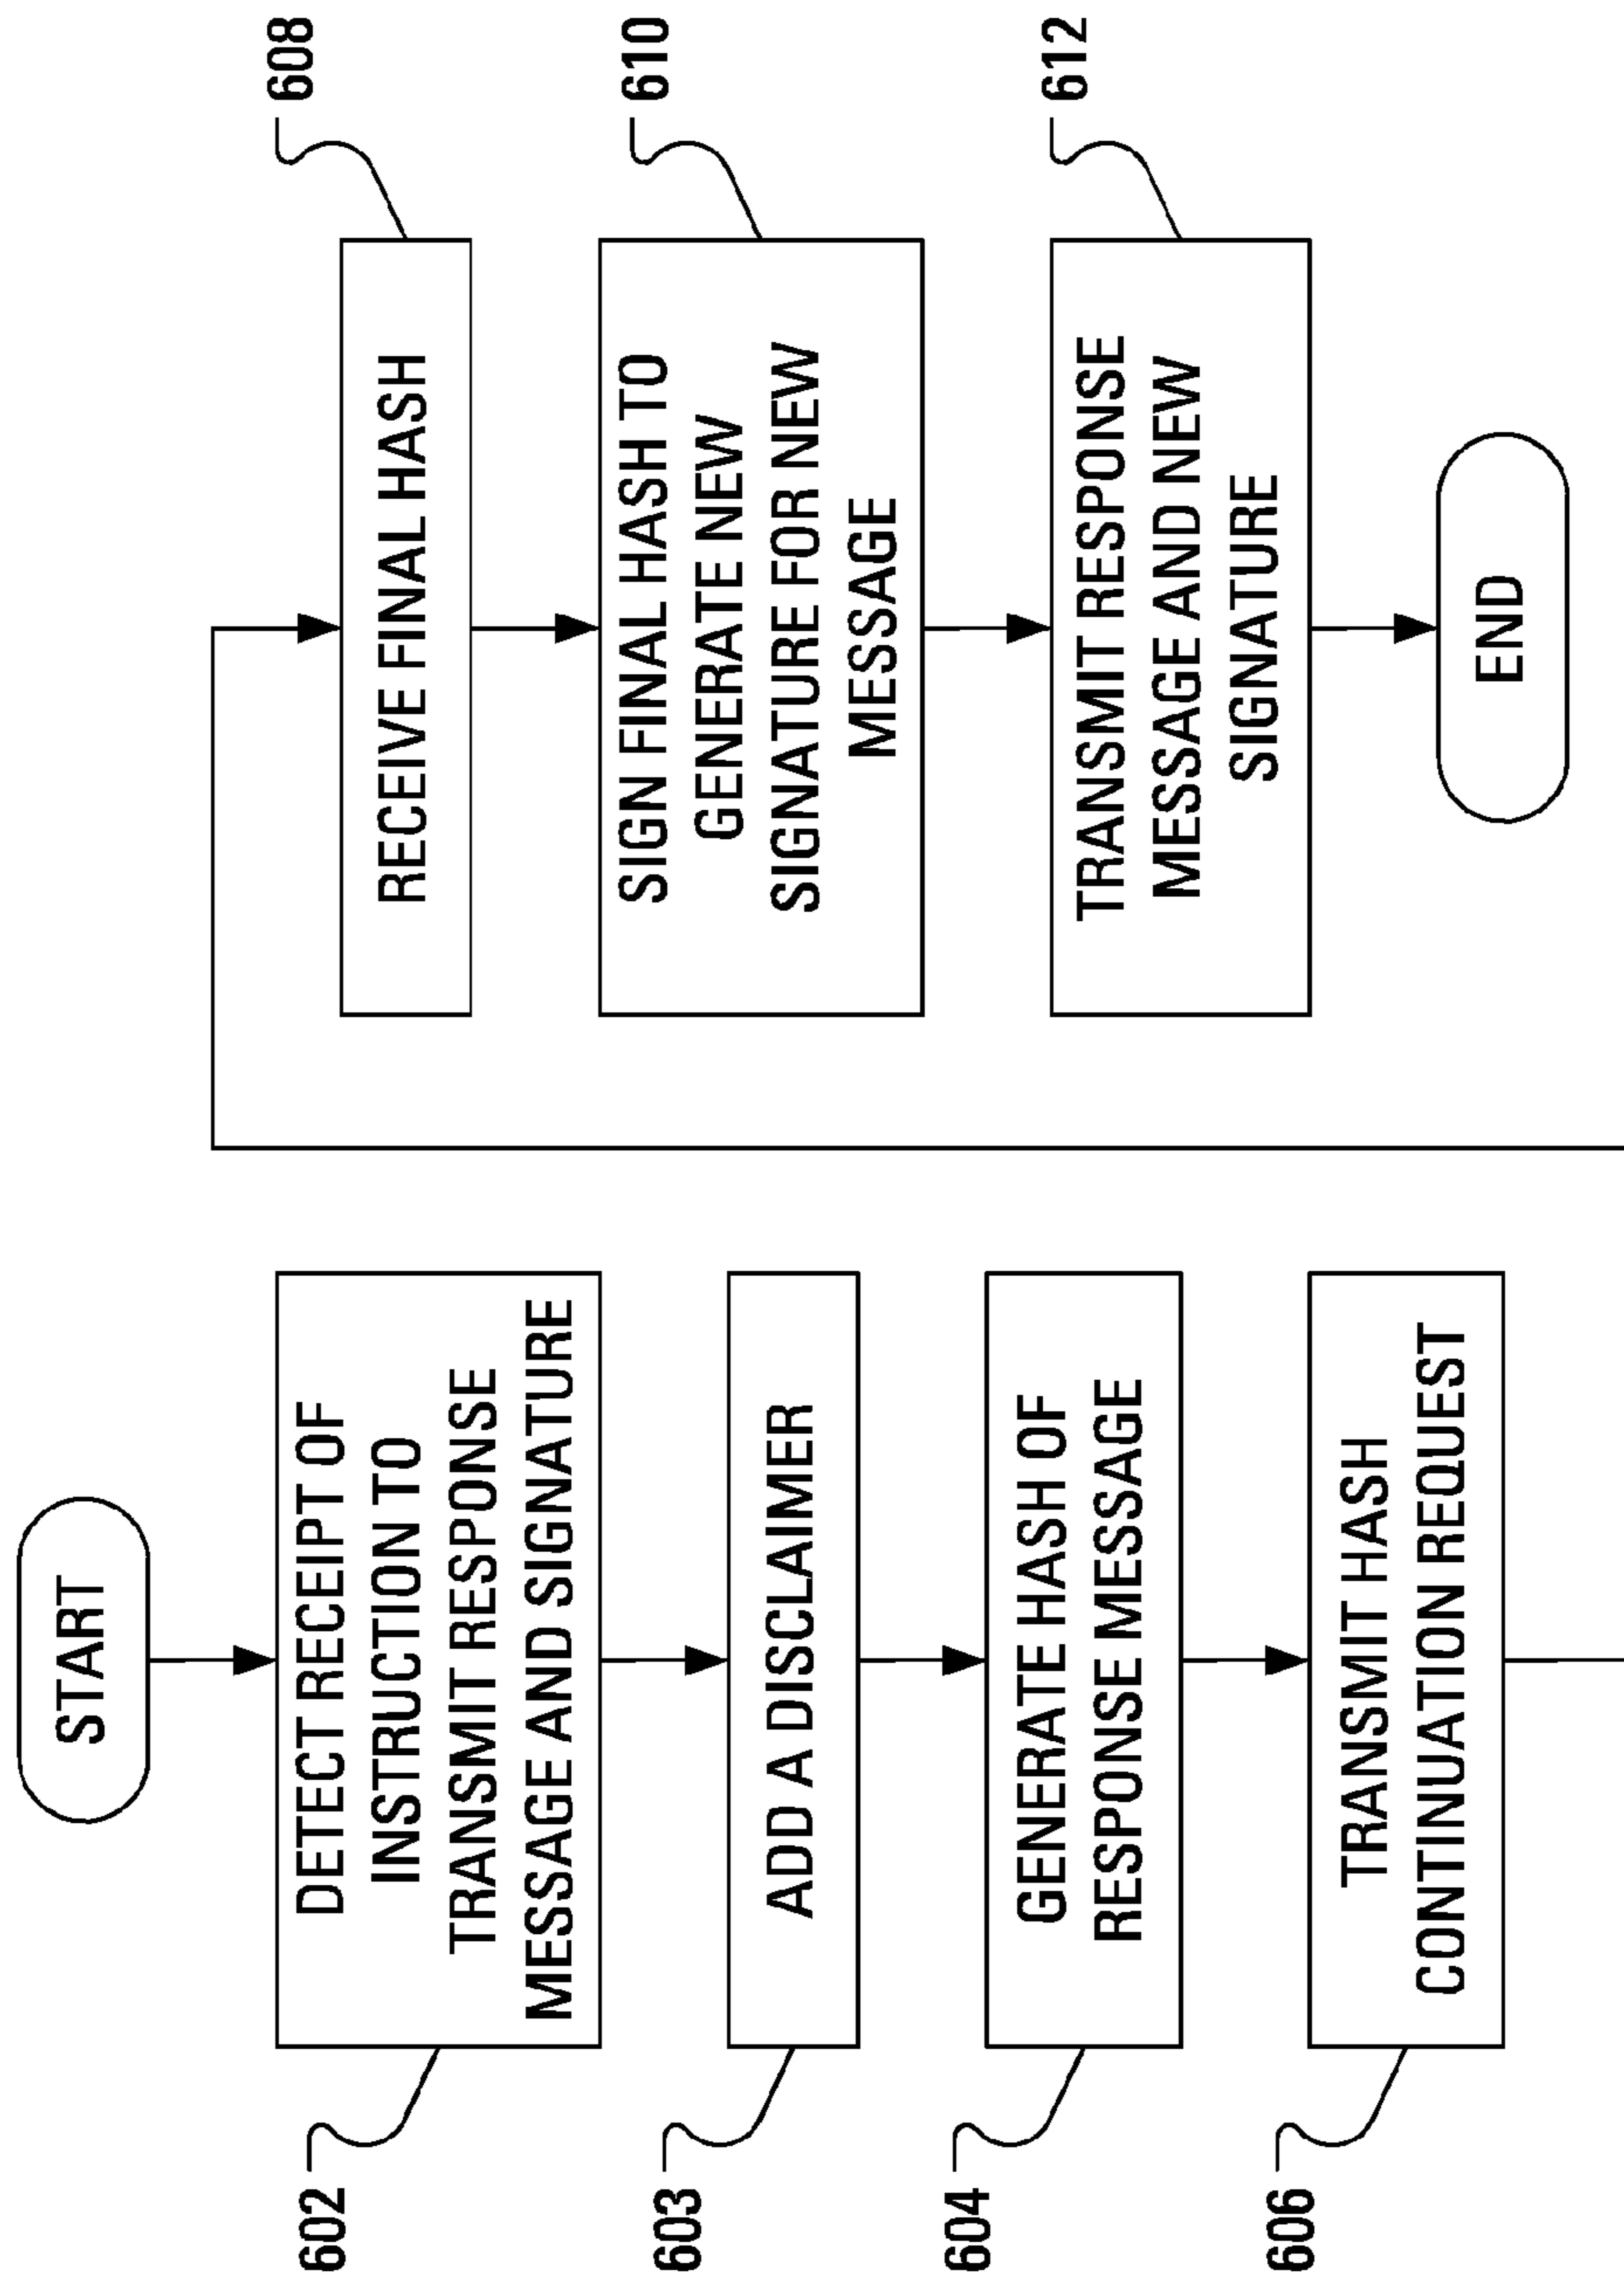 START
602
DETECT RECEIPT OF
INSTRUCTION TO
TRANSMIT RESPONSE
MESSAGE AND SIGNATURE
603
ADD A DISCLAIMER
604
GENERATE HASH OF
RESPONSE MESSAGE
606
TRANSMIT HASH
CONTINUATION REQUEST
608
RECEIVE FINAL HASH
610
SIGN FINAL HASH TO
GENERATE NEW
SIGNATURE FOR NEW
MESSAGE
612
TRANSMIT RESPONSE
MESSAGE AND NEW
SIGNATURE
END